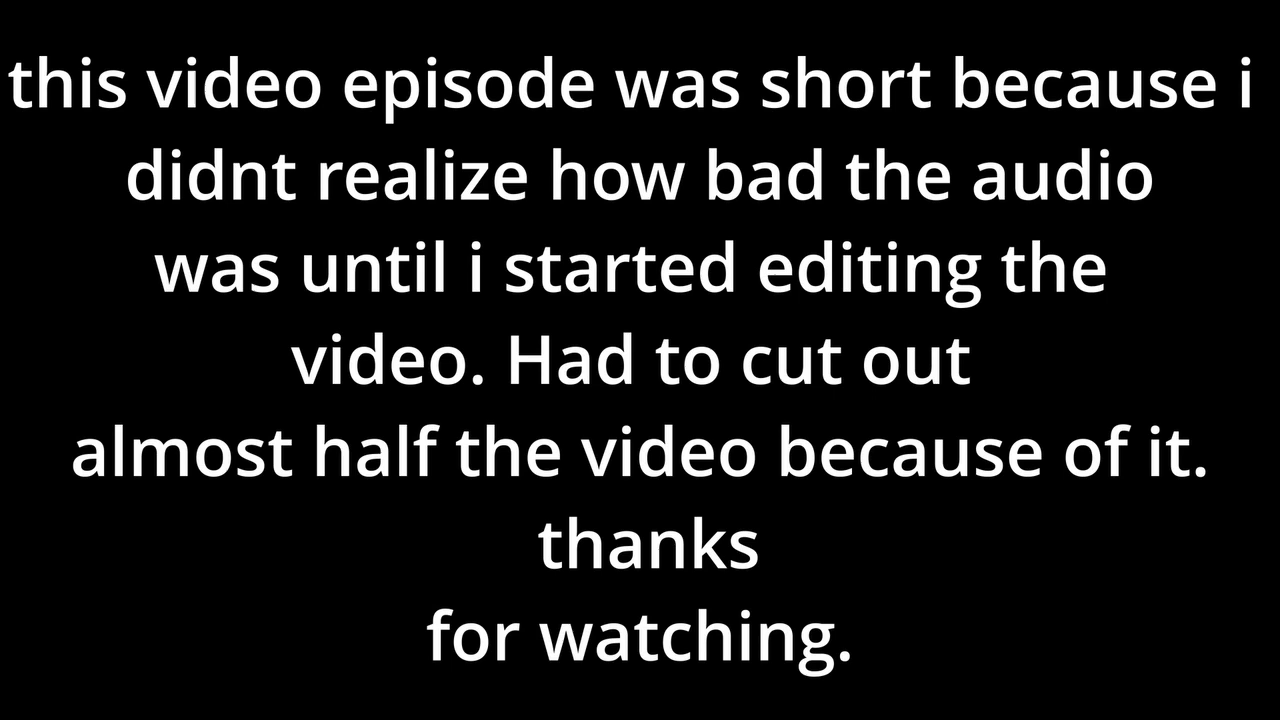 this video episode was short because i
didnt realize how bad the audio
was until i started editing the
video. Had to cut out
almost half the video because of it.
thanks
for watching.